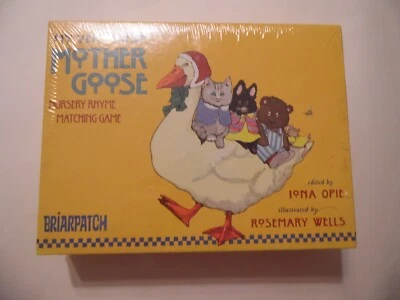 MOTHER
GOOSE
NURSERY RHYME
MATCHING GAME
edited by
IONA OPIE
illustrated by
ROSEMARY WELLS
BRIARPATCH